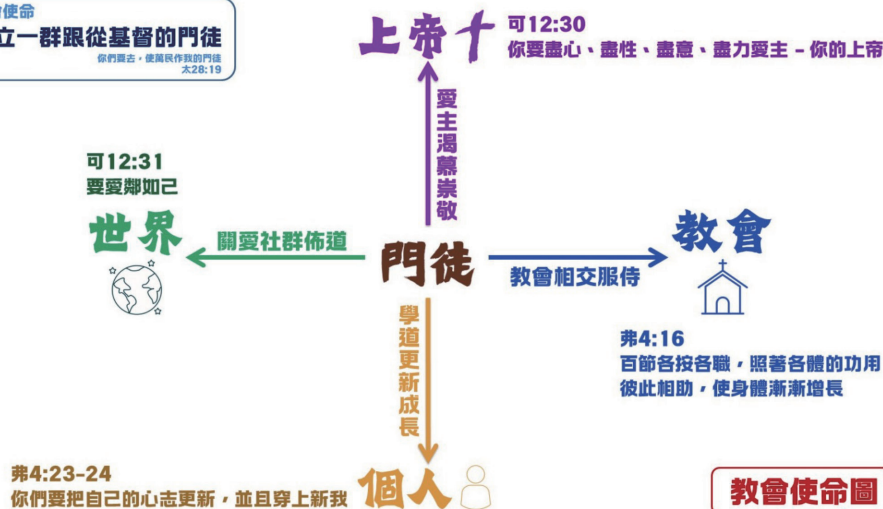 使命
立一群跟從基督的門徒
你們要去，使萬民作我的門徒
太28:19
上帝
可12:30
你要盡心、盡性、盡意、盡力愛主－你的上帝
愛主渴慕崇敬
可12:31
要愛鄰如己
世界
關愛社群佈道
門徒
教會相交服侍
教會
弗4:16
百節各按各職，照著各體的功用
彼此相助，使身體漸漸增長
學道更新成長
弗4:23-24
你們要把自己的心志更新，並且穿上新我
個人
教會使命圖